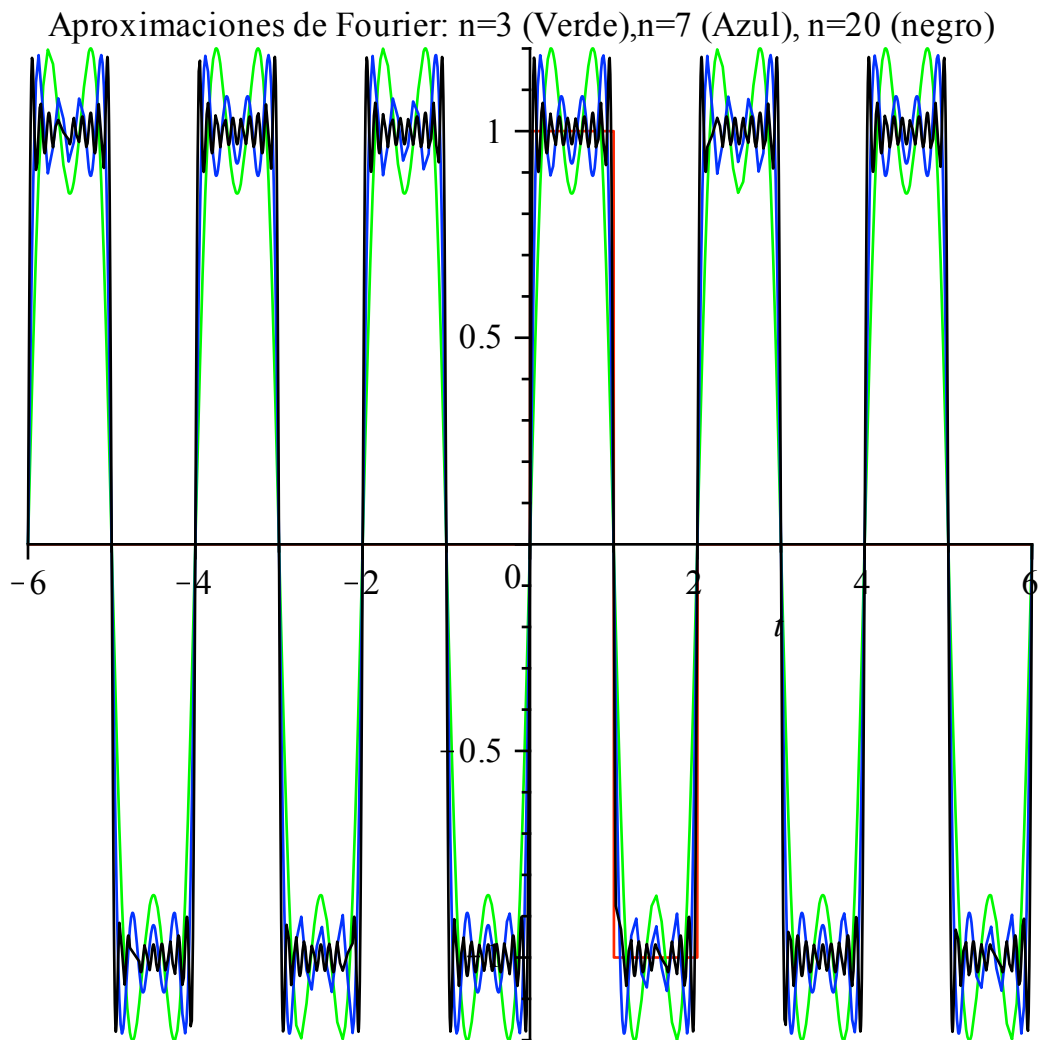 Aproximaciones de Fourier: n=3 (Verde),n=7 (Azul), n=20 (negro)
1
0.5
−6 −4 −2 0 2 4 6
t
−0.5